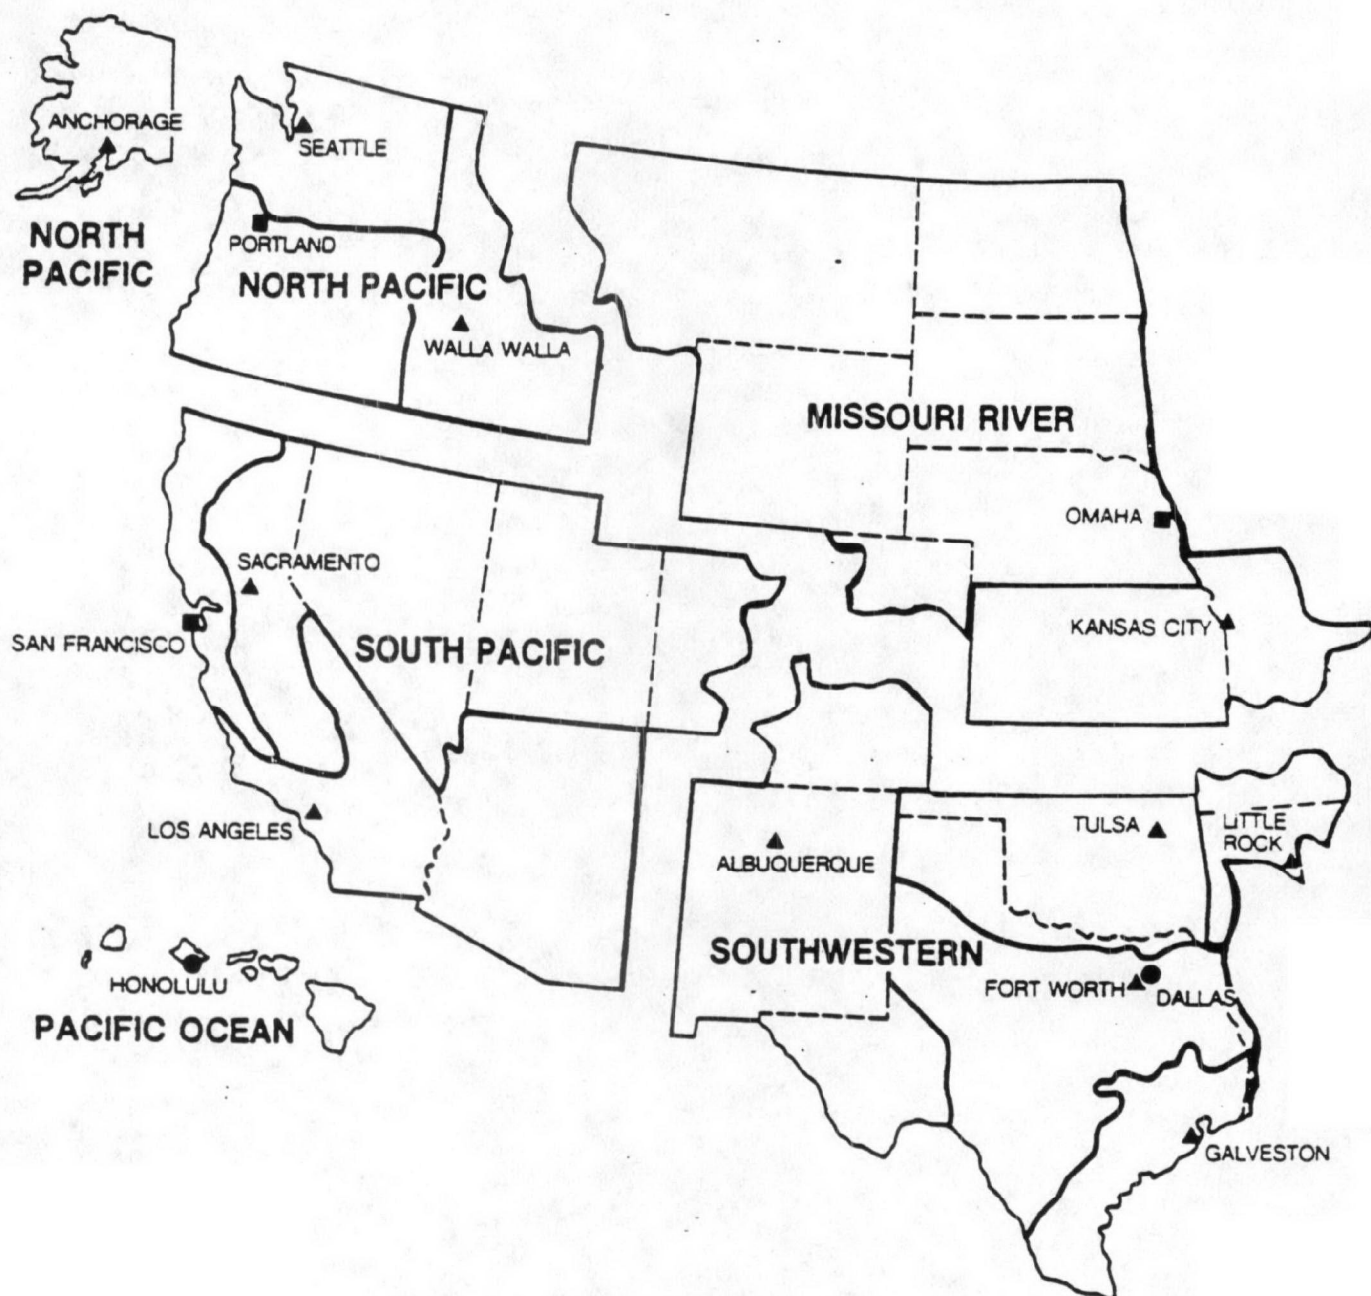 ANCHORAGE
SEATTLE
NORTH
PACIFIC
PORTLAND
NORTH PACIFIC
WALLA WALLA
MISSOURI RIVER
OMAHA
SACRAMENTO
SAN FRANCISCO
SOUTH PACIFIC
KANSAS CITY
LOS ANGELES
ALBUQUERQUE
TULSA
LITTLE
ROCK
SOUTHWESTERN
HONOLULU
FORT WORTH
DALLAS
PACIFIC OCEAN
GALVESTON